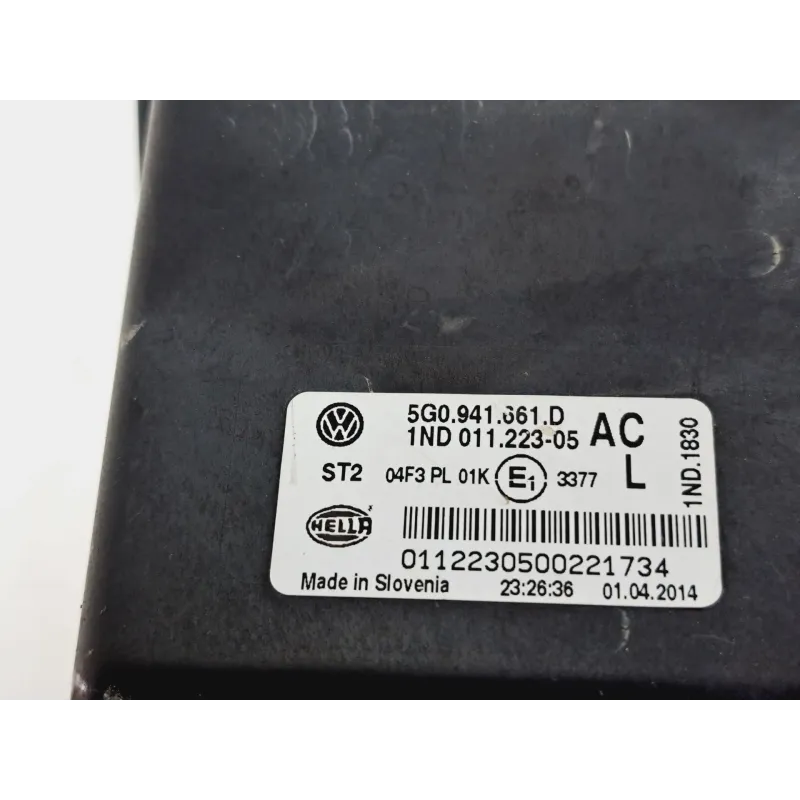 5G0.941.661.D
1ND 011.223-05 AC
ST2 04F3 PL 01K E1 3377 L
1ND.1830
HELLA
0112230500221734
Made in Slovenia 23:26:36 01.04.2014